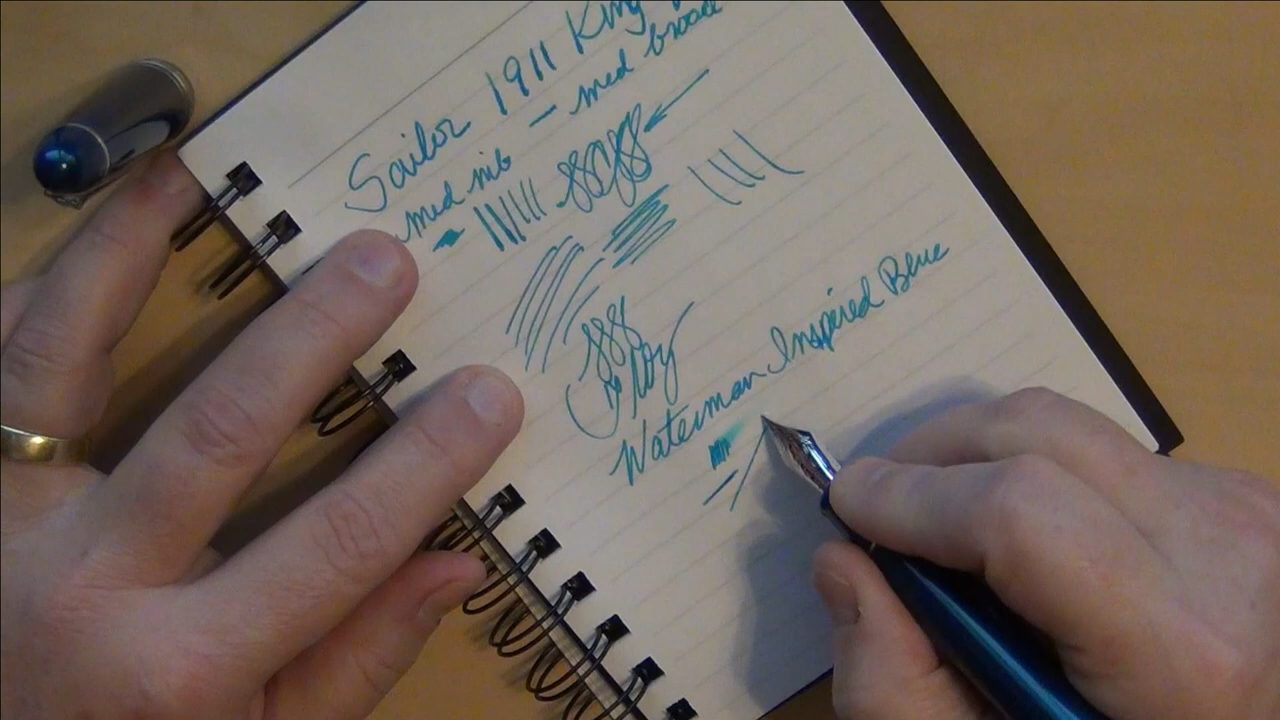 Sailor 1911 King
med nib - med broad
Waterman Inspired Blue